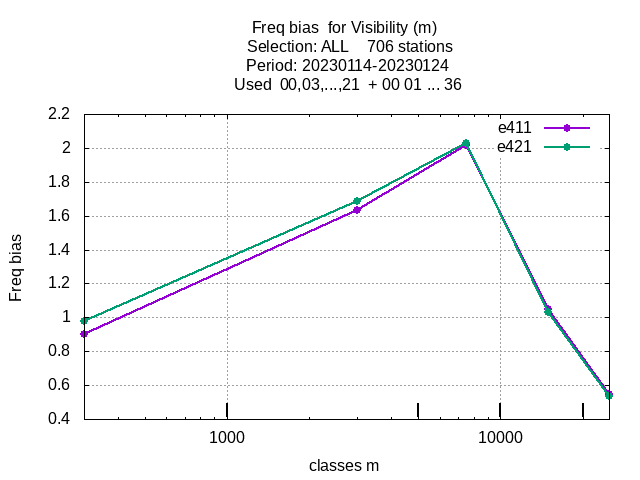 Freq bias  for Visibility (m)
Selection: ALL    706 stations
Period: 20230114-20230124
Used  00,03,...,21  + 00 01 ... 36
e411
e421
2.2
2
1.8
1.6
1.4
1.2
1
0.8
0.6
0.4
Freq bias
1000
10000
classes m